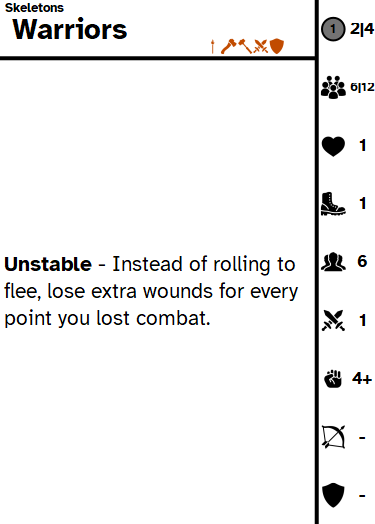 Skeletons
Warriors
1 2|4
6|12
1
1
Unstable - Instead of rolling to
flee, lose extra wounds for every
point you lost combat.
6
1
4+
-
-